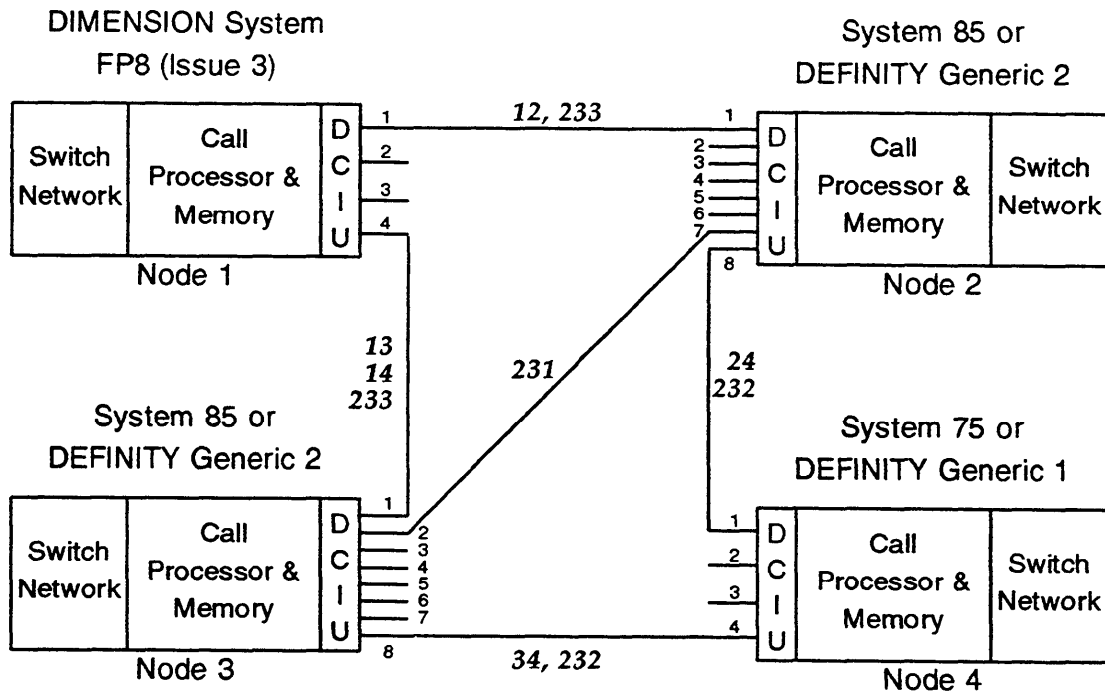 DIMENSION System
FP8 (Issue 3)
Switch
Network
Call
Processor &
Memory
D
C
I
U
1
2
3
4
Node 1
12, 233
System 85 or
DEFINITY Generic 2
1
2
3
4
5
6
7
8
D
C
I
U
Call
Processor &
Memory
Switch
Network
Node 2
13
14
233
231
24
232
System 85 or
DEFINITY Generic 2
Switch
Network
Call
Processor &
Memory
D
C
I
U
1
2
3
4
5
6
7
8
Node 3
34, 232
System 75 or
DEFINITY Generic 1
1
2
3
4
D
C
I
U
Call
Processor &
Memory
Switch
Network
Node 4